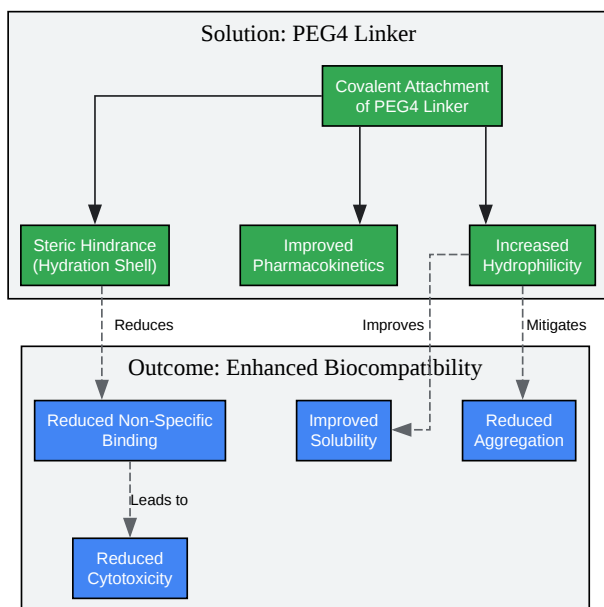 Solution: PEG4 Linker
Covalent Attachment
of PEG4 Linker
Steric Hindrance
(Hydration Shell)
Improved
Pharmacokinetics
Increased
Hydrophilicity
Reduces
Improves
Mitigates
Outcome: Enhanced Biocompatibility
Reduced Non-Specific
Binding
Improved
Solubility
Reduced
Aggregation
Leads to
Reduced
Cytotoxicity